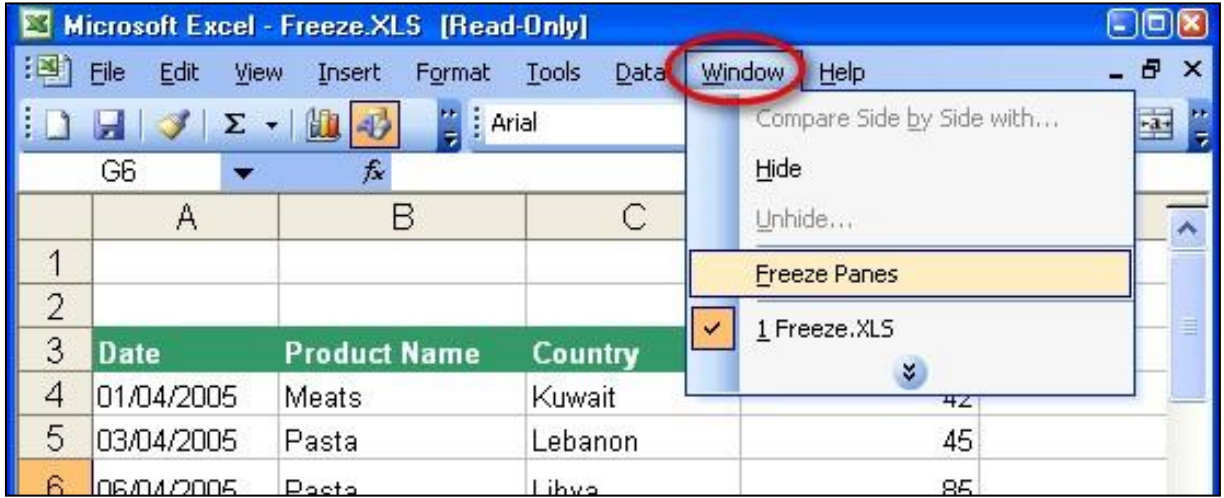 Microsoft Excel - Freeze.XLS [Read-Only]
File Edit View Insert Format Tools Data Window Help
Σ Arial
Compare Side by Side with...
G6 fx
Hide
A B C
Unhide...
1
Freeze Panes
2
1 Freeze.XLS
3 Date Product Name Country
4 01/04/2005 Meats Kuwait 42
5 03/04/2005 Pasta Lebanon 45
6 06/04/2005 Pasta Libya 85